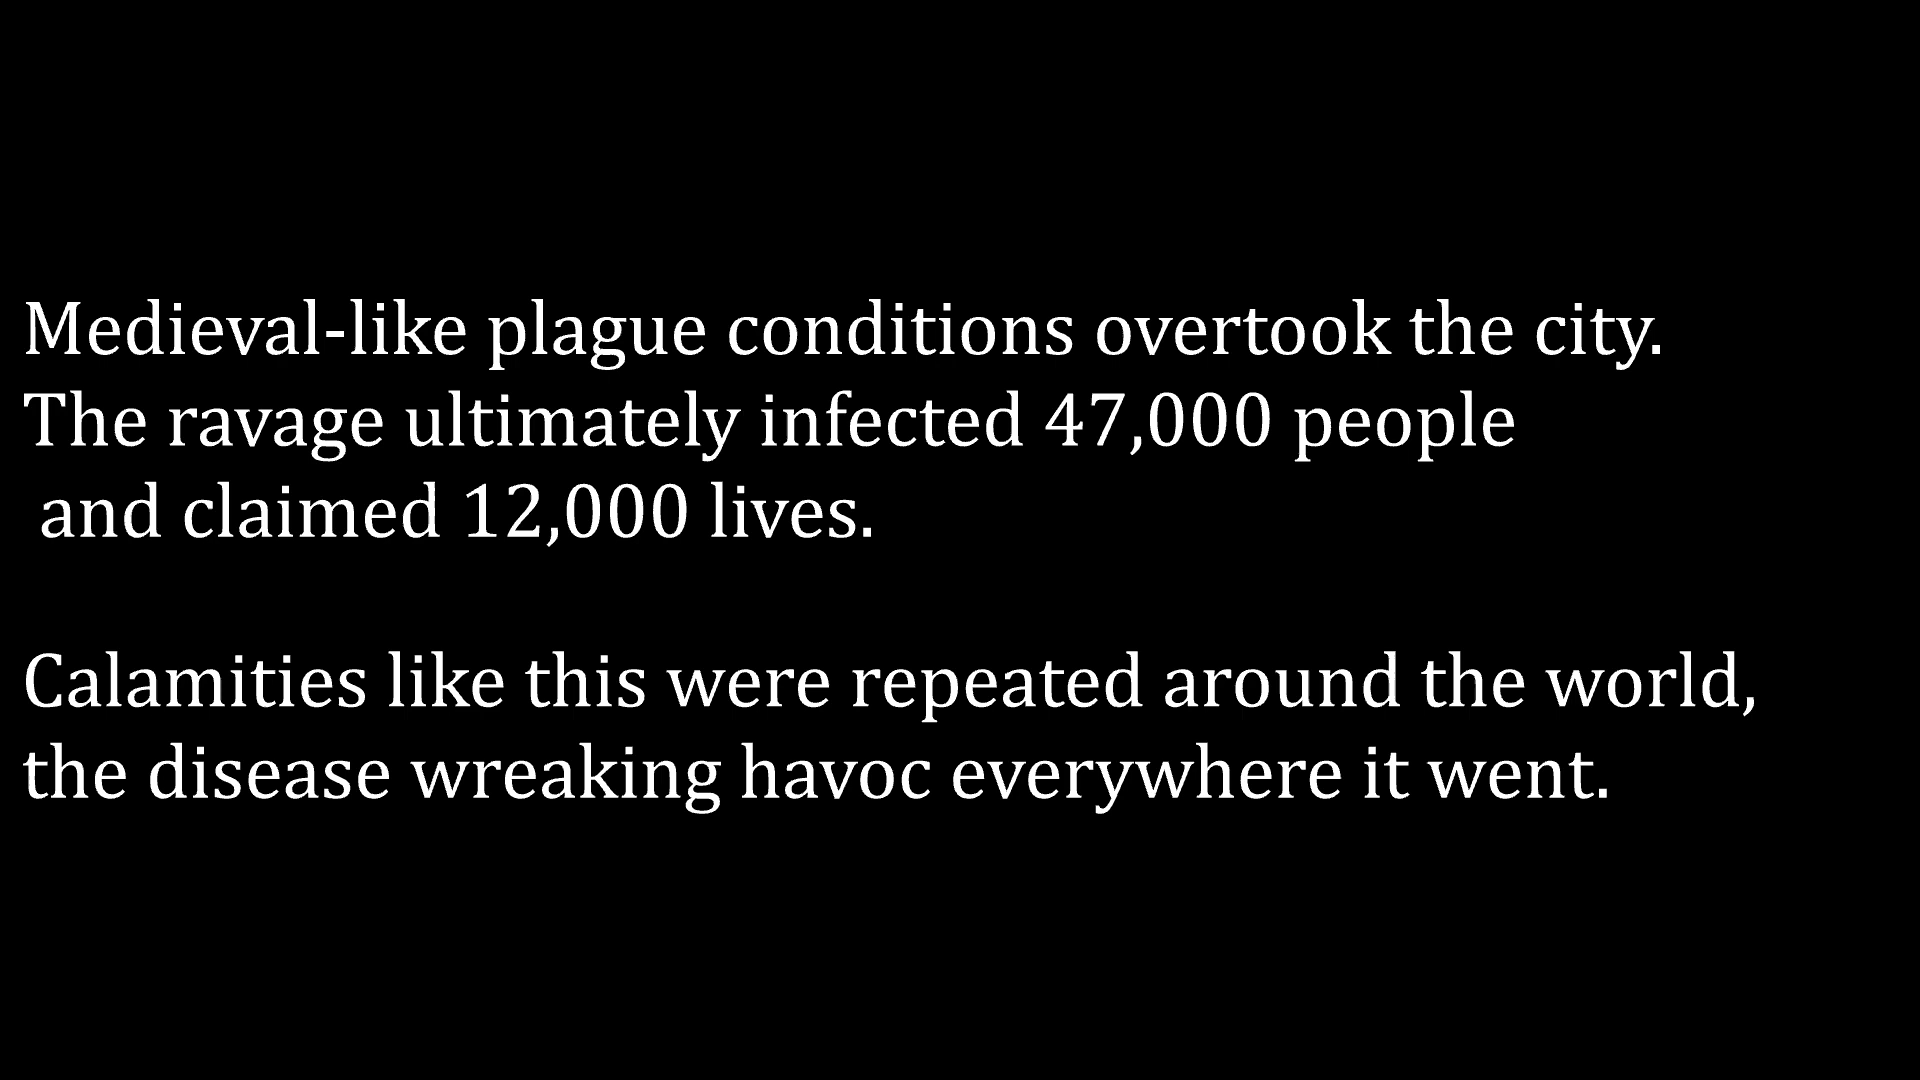 Medieval-like plague conditions overtook the city.
The ravage ultimately infected 47,000 people
and claimed 12,000 lives.
Calamities like this were repeated around the world,
the disease wreaking havoc everywhere it went.